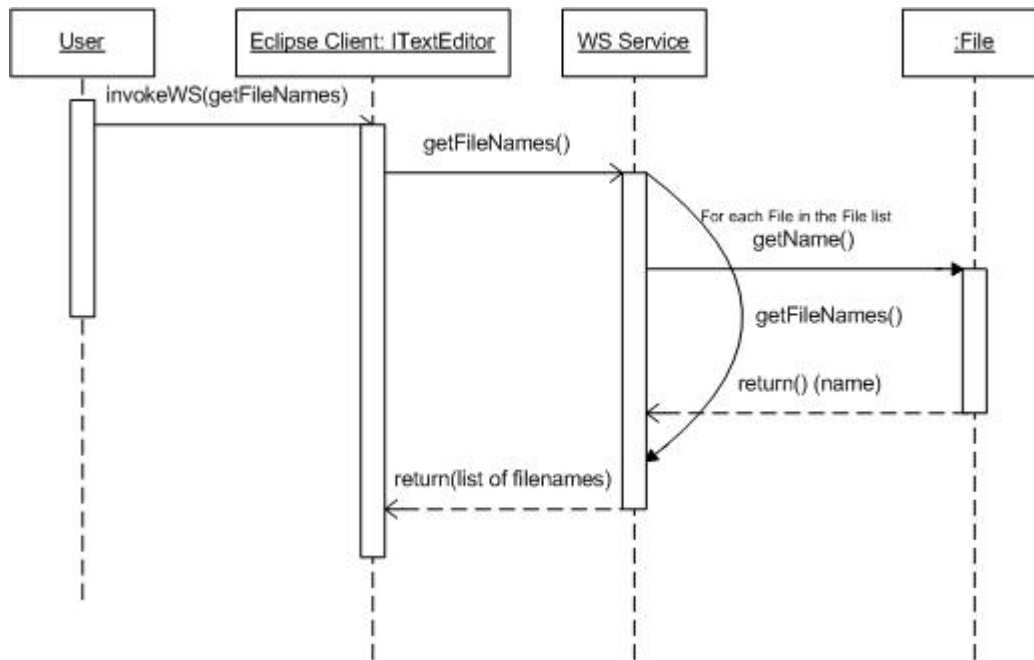 User
Eclipse Client: ITextEditor
WS Service
:File
invokeWS(getFileNames)
getFileNames()
For each File in the File list
getName()
getFileNames()
return() (name)
return(list of filenames)